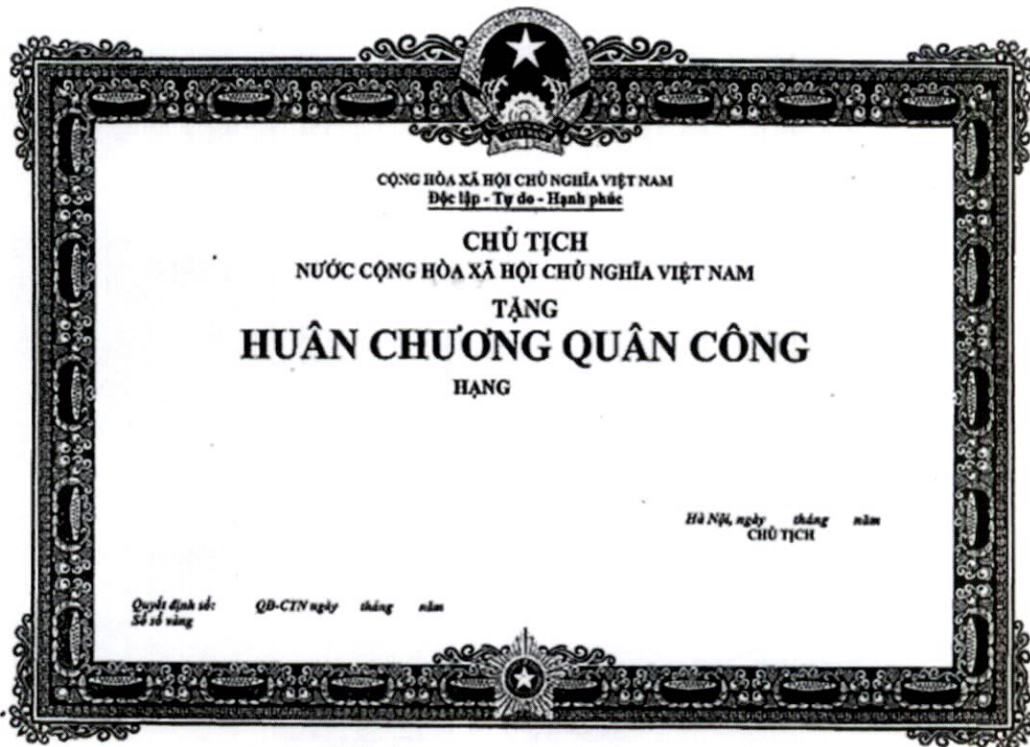 CỘNG HÒA XÃ HỘI CHỦ NGHĨA VIỆT NAM
Độc lập - Tự do - Hạnh phúc
CHỦ TỊCH
NƯỚC CỘNG HÒA XÃ HỘI CHỦ NGHĨA VIỆT NAM
TẶNG
HUÂN CHƯƠNG QUÂN CÔNG
HẠNG
Hà Nội, ngày tháng năm
CHỦ TỊCH
Quyết định số: QĐ-CTN ngày tháng năm
Số sổ vàng